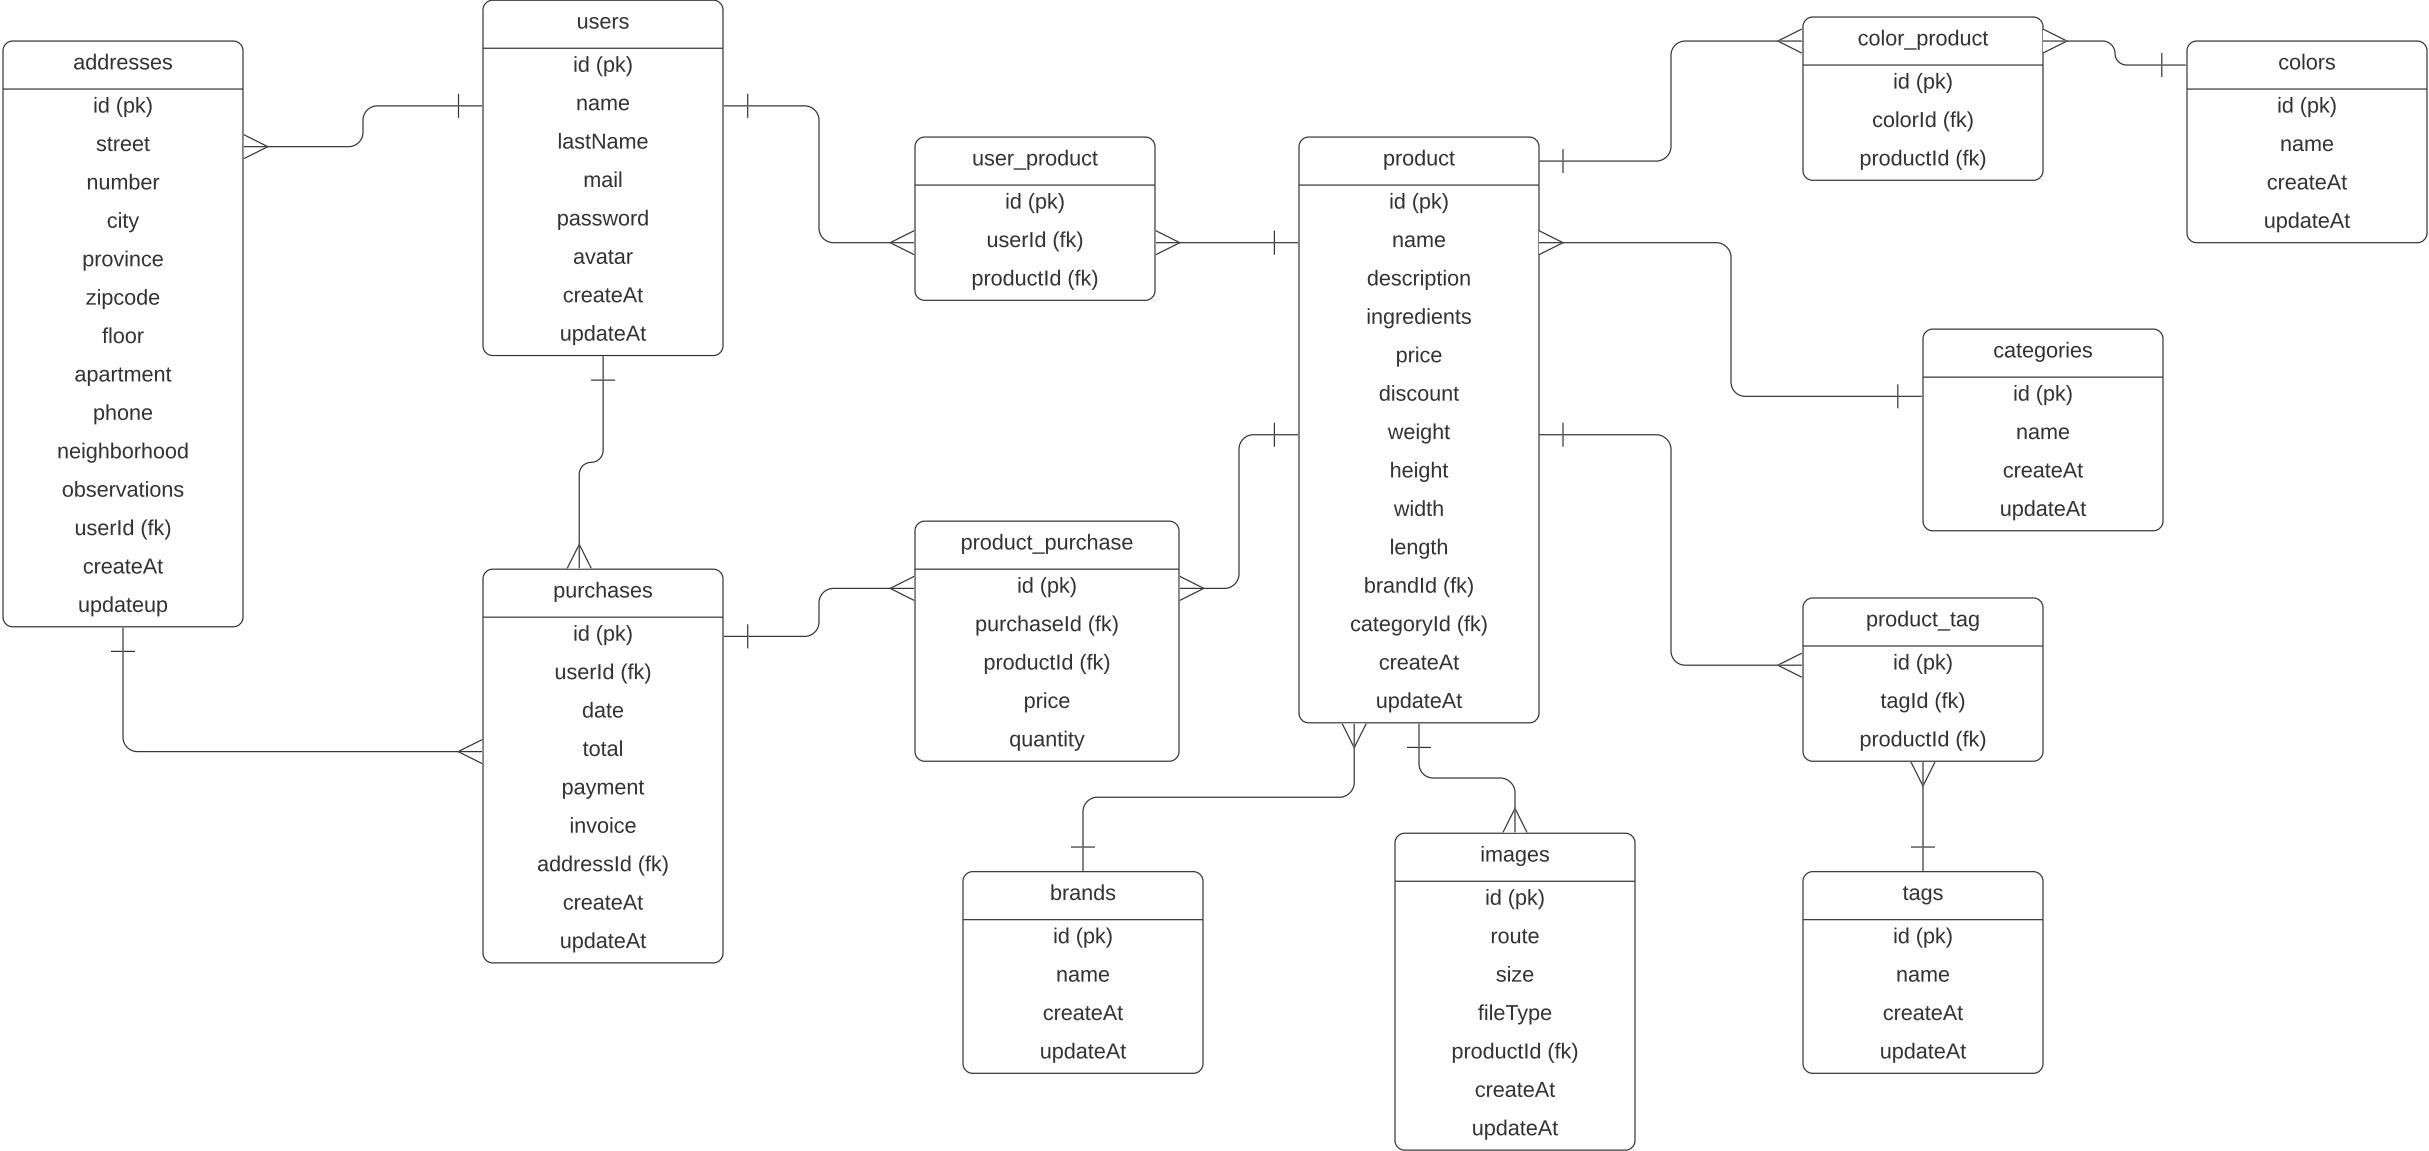 addresses
id (pk)
street
number
city
province
zipcode
floor
apartment
phone
neighborhood
observations
userId (fk)
createAt
updateup
users
id (pk)
name
lastName
mail
password
avatar
createAt
updateAt
purchases
id (pk)
userId (fk)
date
total
payment
invoice
addressId (fk)
createAt
updateAt
user_product
id (pk)
userId (fk)
productId (fk)
product_purchase
id (pk)
purchaseId (fk)
productId (fk)
price
quantity
brands
id (pk)
name
createAt
updateAt
product
id (pk)
name
description
ingredients
price
discount
weight
height
width
length
brandId (fk)
categoryId (fk)
createAt
updateAt
images
id (pk)
route
size
fileType
productId (fk)
createAt
updateAt
color_product
id (pk)
colorId (fk)
productId (fk)
colors
id (pk)
name
createAt
updateAt
categories
id (pk)
name
createAt
updateAt
product_tag
id (pk)
tagId (fk)
productId (fk)
tags
id (pk)
name
createAt
updateAt